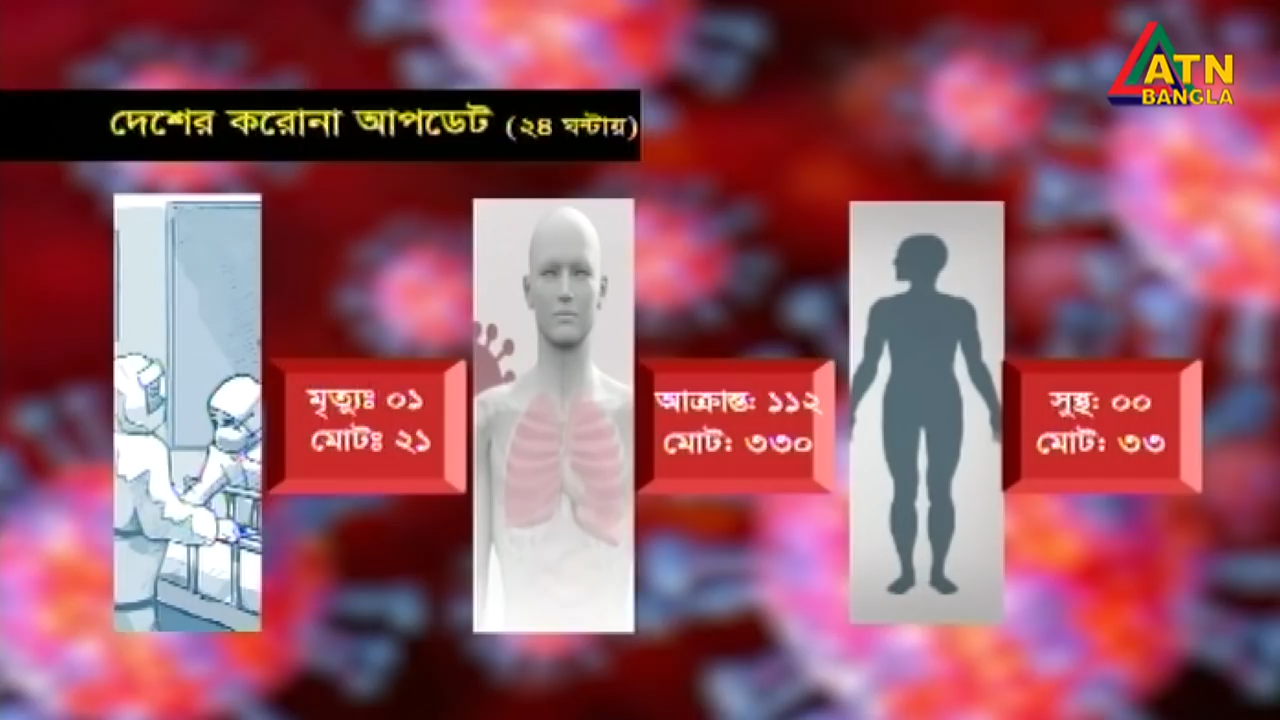 ATN
BANGLA
দেশের করোনা আপডেট (২৪ ঘন্টায়)
মৃত্যুঃ ০১
মোটঃ ২১
আক্রান্ত: ১১২
মোট: ৩৩০
সুস্থ: ০০
মোট: ৩৩